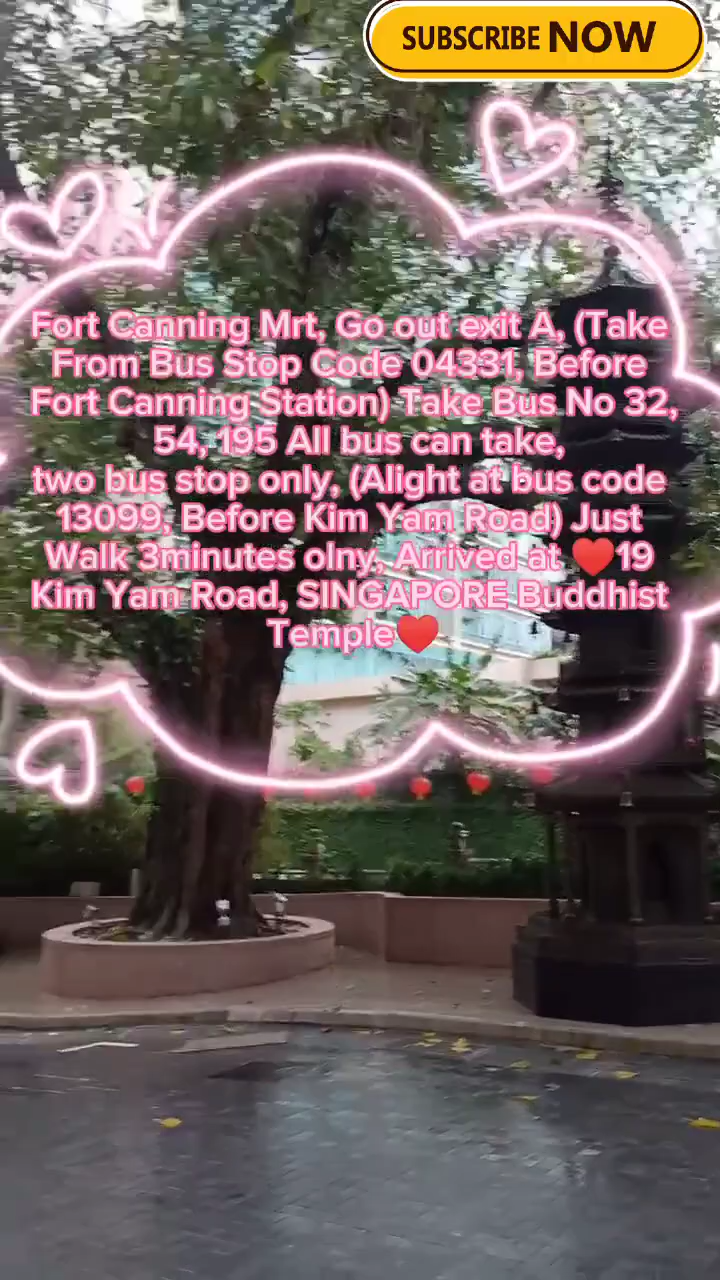 SUBSCRIBE NOW
Fort Canning Mrt, Go out exit A, (Take
From Bus Stop Code 04331, Before
Fort Canning Station) Take Bus No 32,
54, 195 All bus can take,
two bus stop only, (Alight at bus code
13099, Before Kim Yam Road) Just
Walk 3minutes olny, Arrived at ♥️19
Kim Yam Road, SINGAPORE Buddhist
Temple♥️